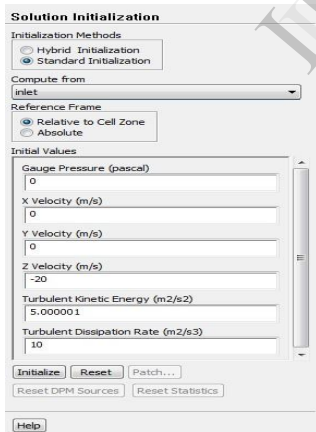 Solution Initialization
Initialization Methods
Hybrid Initialization
Standard Initialization
Compute from
inlet
Reference Frame
Relative to Cell Zone
Absolute
Initial Values
Gauge Pressure (pascal)
0
X Velocity (m/s)
0
Y Velocity (m/s)
0
Z Velocity (m/s)
-20
Turbulent Kinetic Energy (m2/s2)
5.000001
Turbulent Dissipation Rate (m2/s3)
10
Initialize Reset Patch...
Reset DPM Sources Reset Statistics
Help